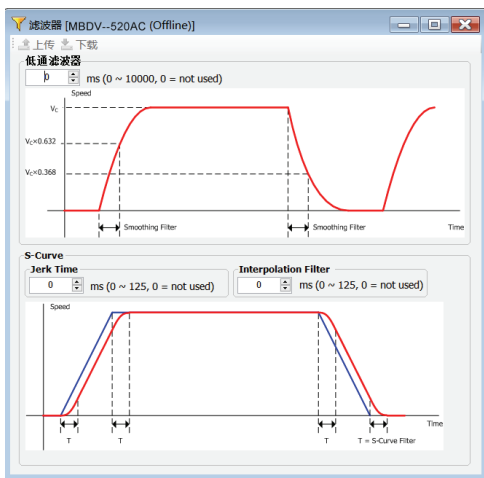 滤波器 [MBDV--520AC (Offline)]
上传 下载
低通滤波器
0 ms (0 ~ 10000, 0 = not used)
Speed
Vc
Vc×0.632
Vc×0.368
Smoothing Filter Smoothing Filter Time
S-Curve
Jerk Time Interpolation Filter
0 ms (0 ~ 125, 0 = not used) 0 ms (0 ~ 125, 0 = not used)
Speed
Time
T T T T = S-Curve Filter